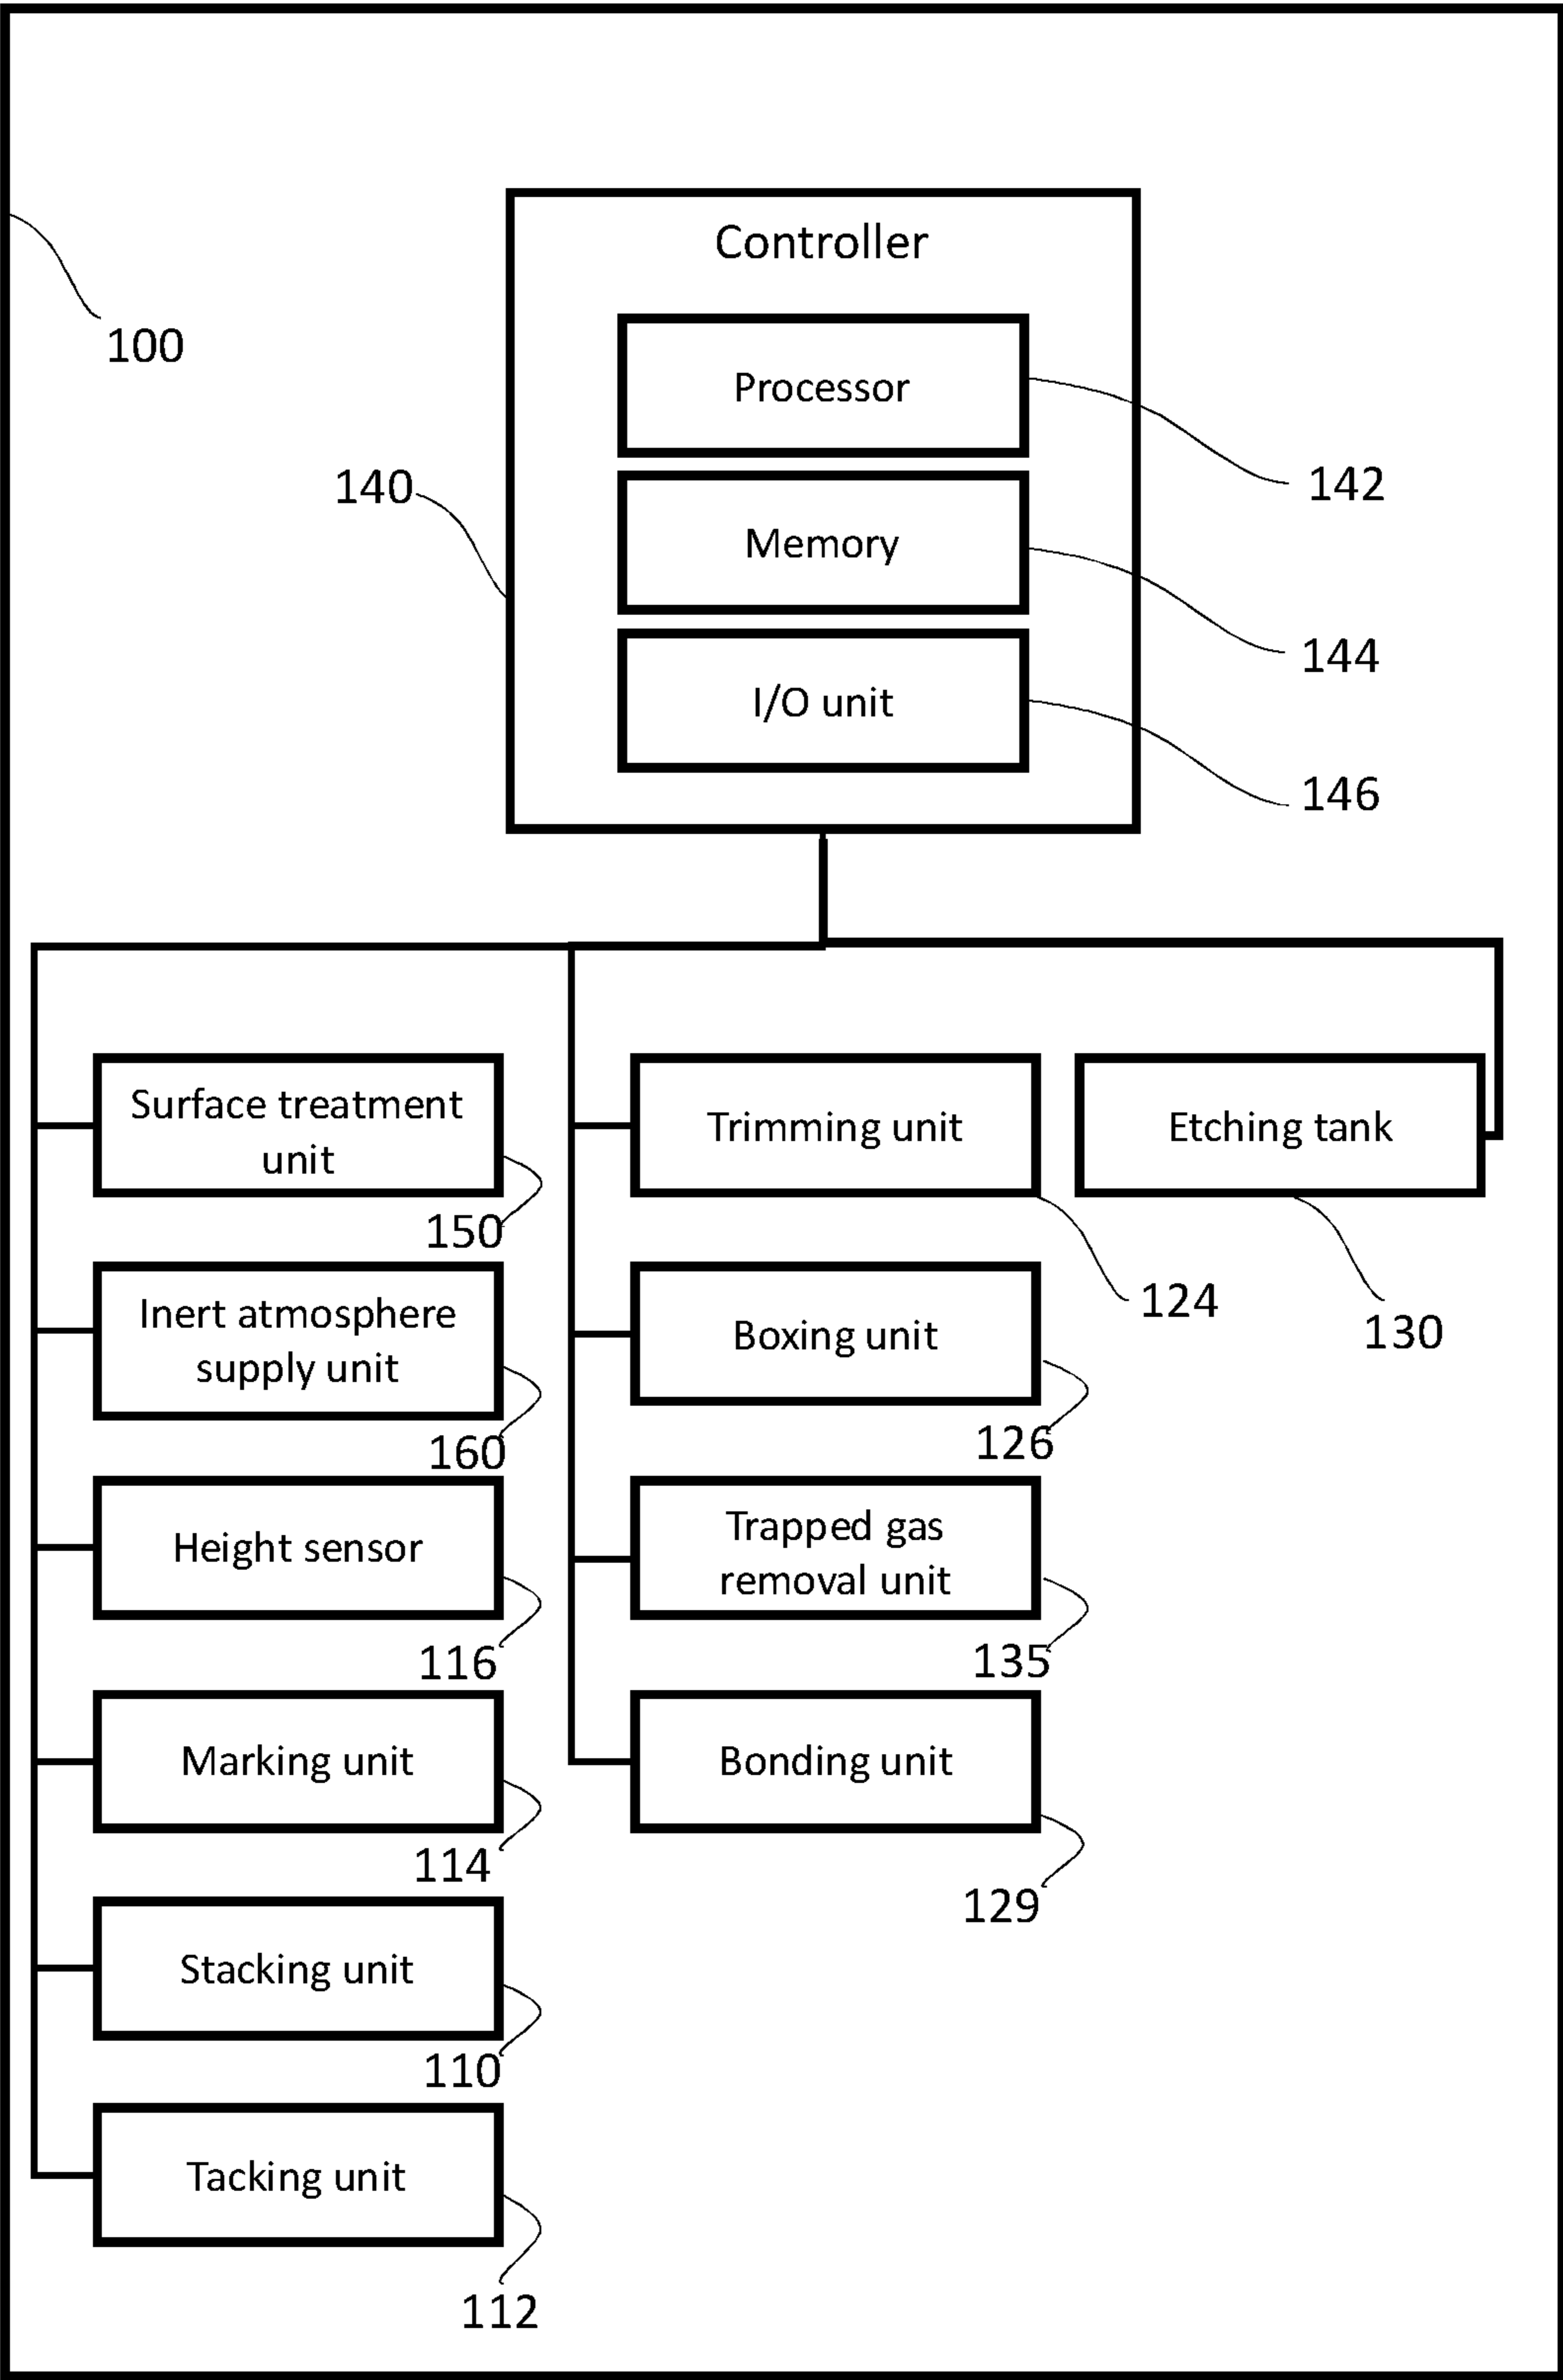 Controller
100
Processor
142
140
Memory
144
I/O unit
146
Surface treatment
unit
150
Trimming unit
124
Etching tank
130
Inert atmosphere
supply unit
160
Boxing unit
126
Height sensor
116
Trapped gas
removal unit
135
Marking unit
114
Bonding unit
129
Stacking unit
110
Tacking unit
112